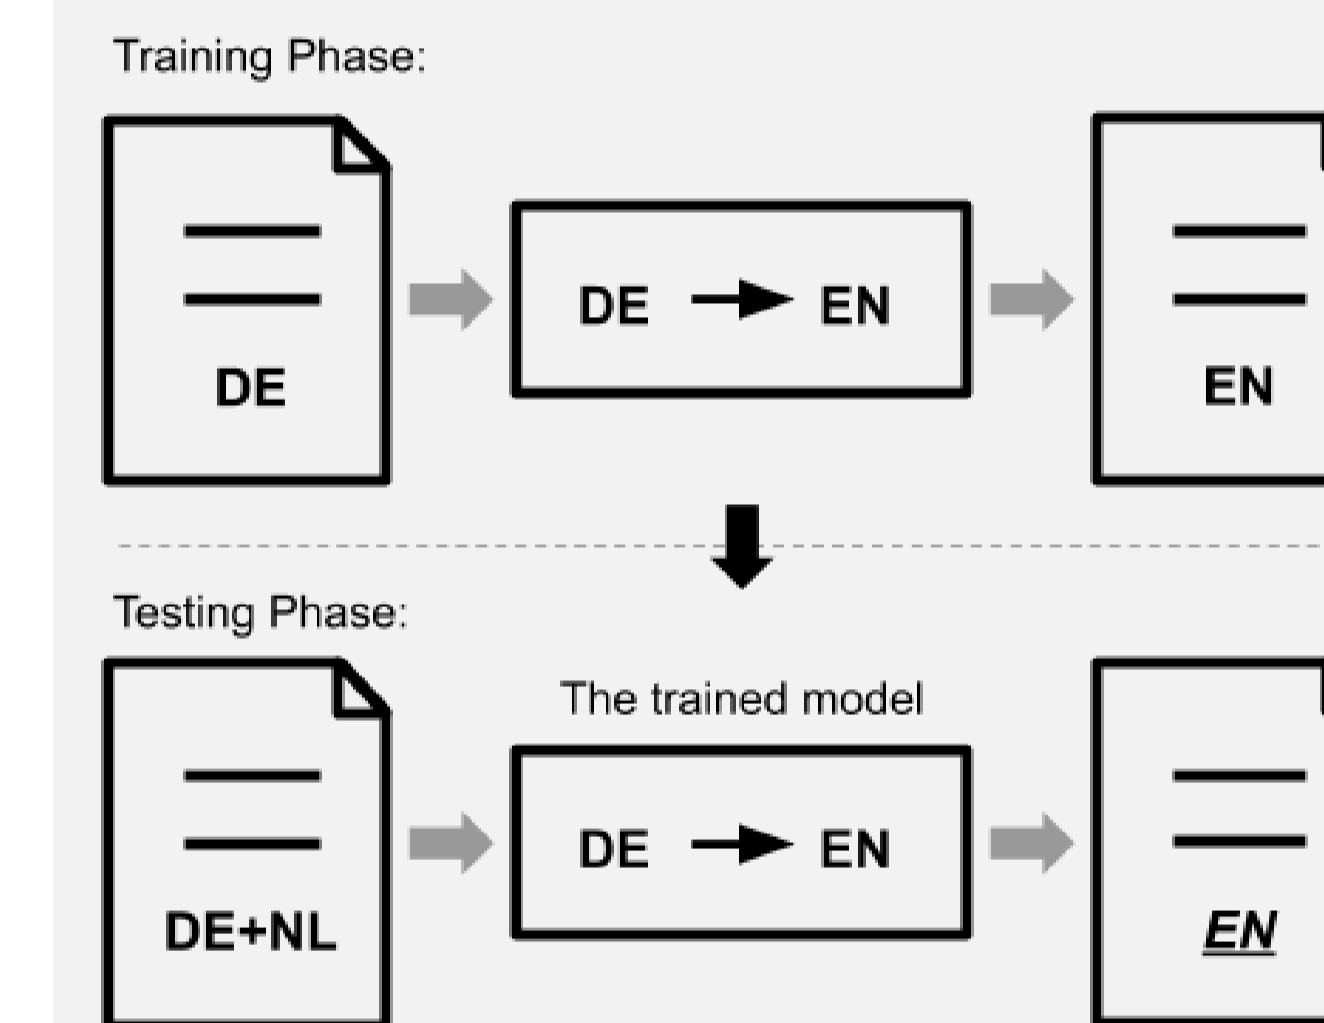 Training Phase:
DE
DE → EN
EN
Testing Phase:
The trained model
DE+NL
DE → EN
EN